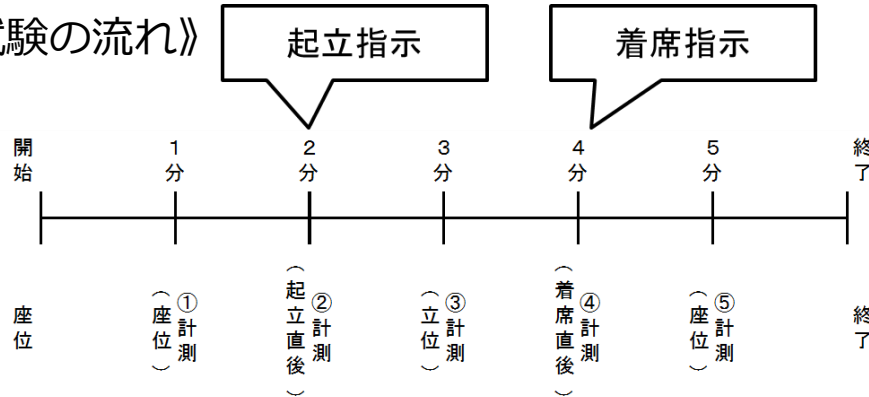 験の流れ》
起立指示
着席指示
開始
1分
2分
3分
4分
5分
終了
座位
①計測
(座位)
②計測
(起立直後)
③計測
(立位)
④計測
(着席直後)
⑤計測
(座位)
終了